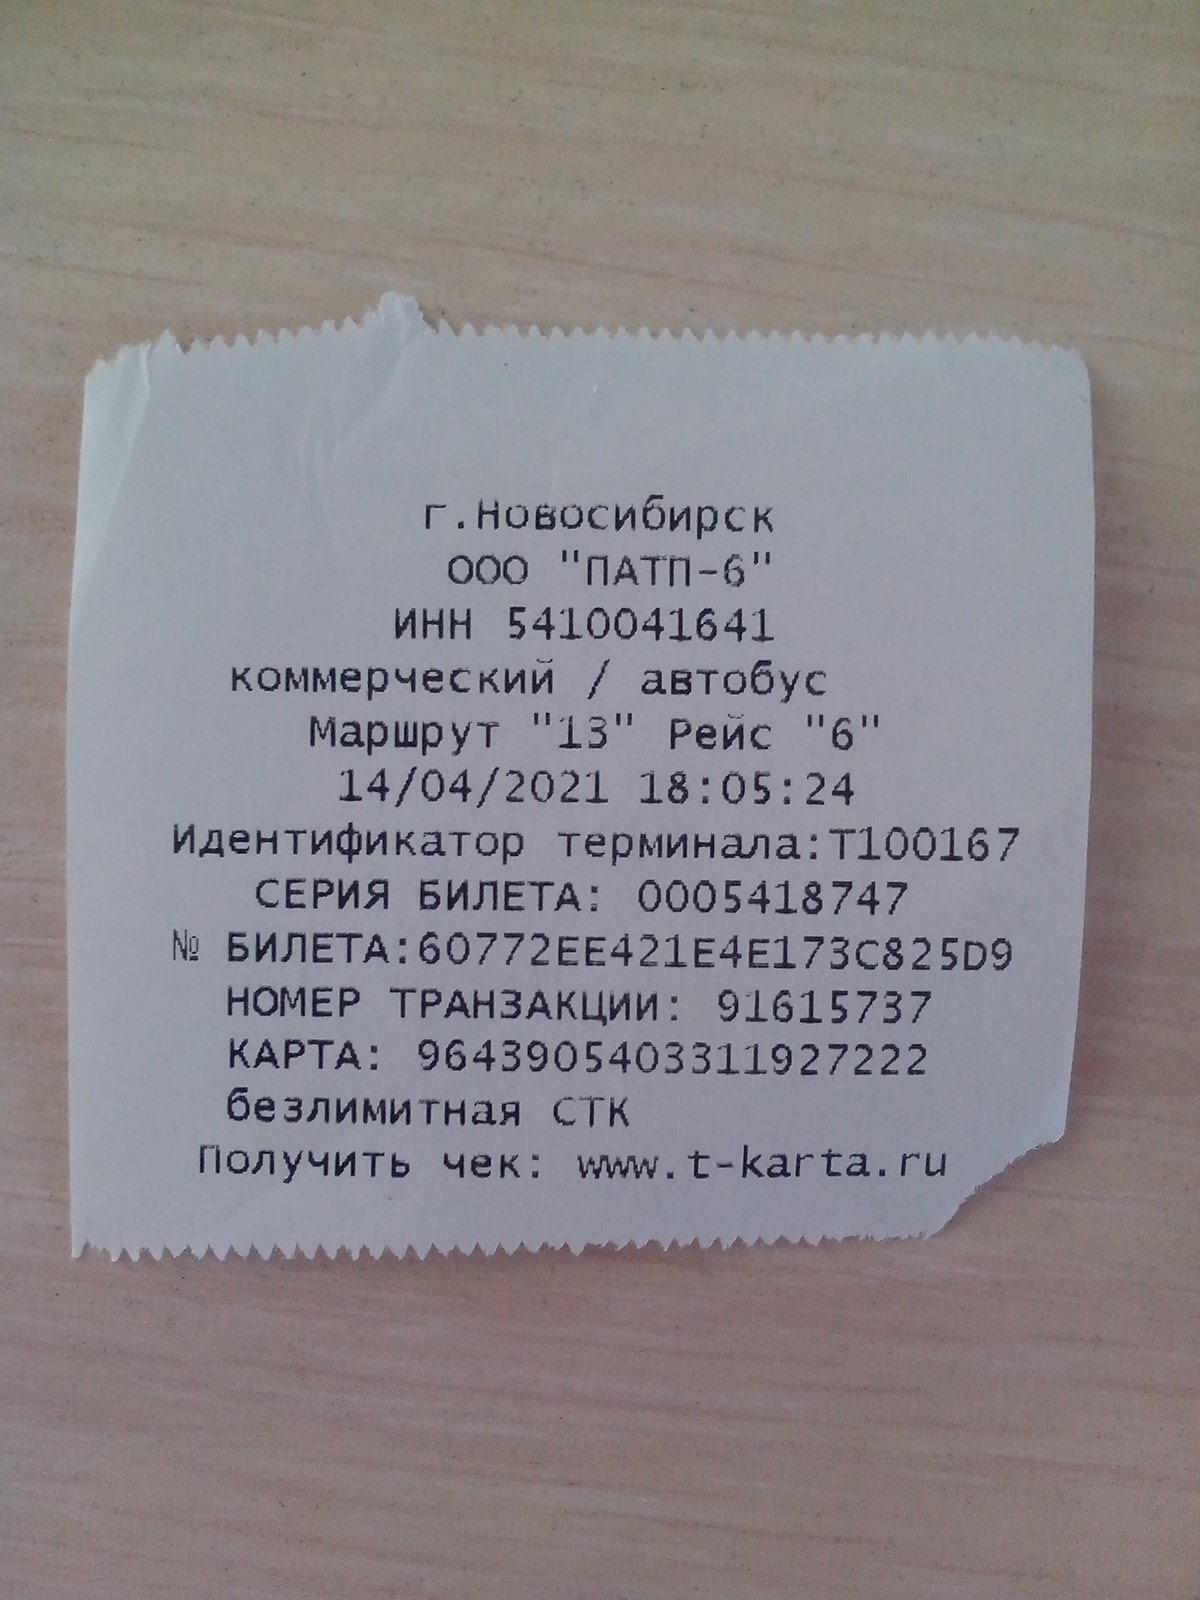 г.Новосибирск
ООО "ПАТП-6"
ИНН 5410041641
коммерческий / автобус
Маршрут "13" Рейс "6"
14/04/2021 18:05:24
Идентификатор терминала:Т100167
СЕРИЯ БИЛЕТА: 0005418747
№ БИЛЕТА:60772EE421E4E173C825D9
НОМЕР ТРАНЗАКЦИИ: 91615737
КАРТА: 9643905403311927222
безлимитная СТК
Получить чек: www.t-karta.ru